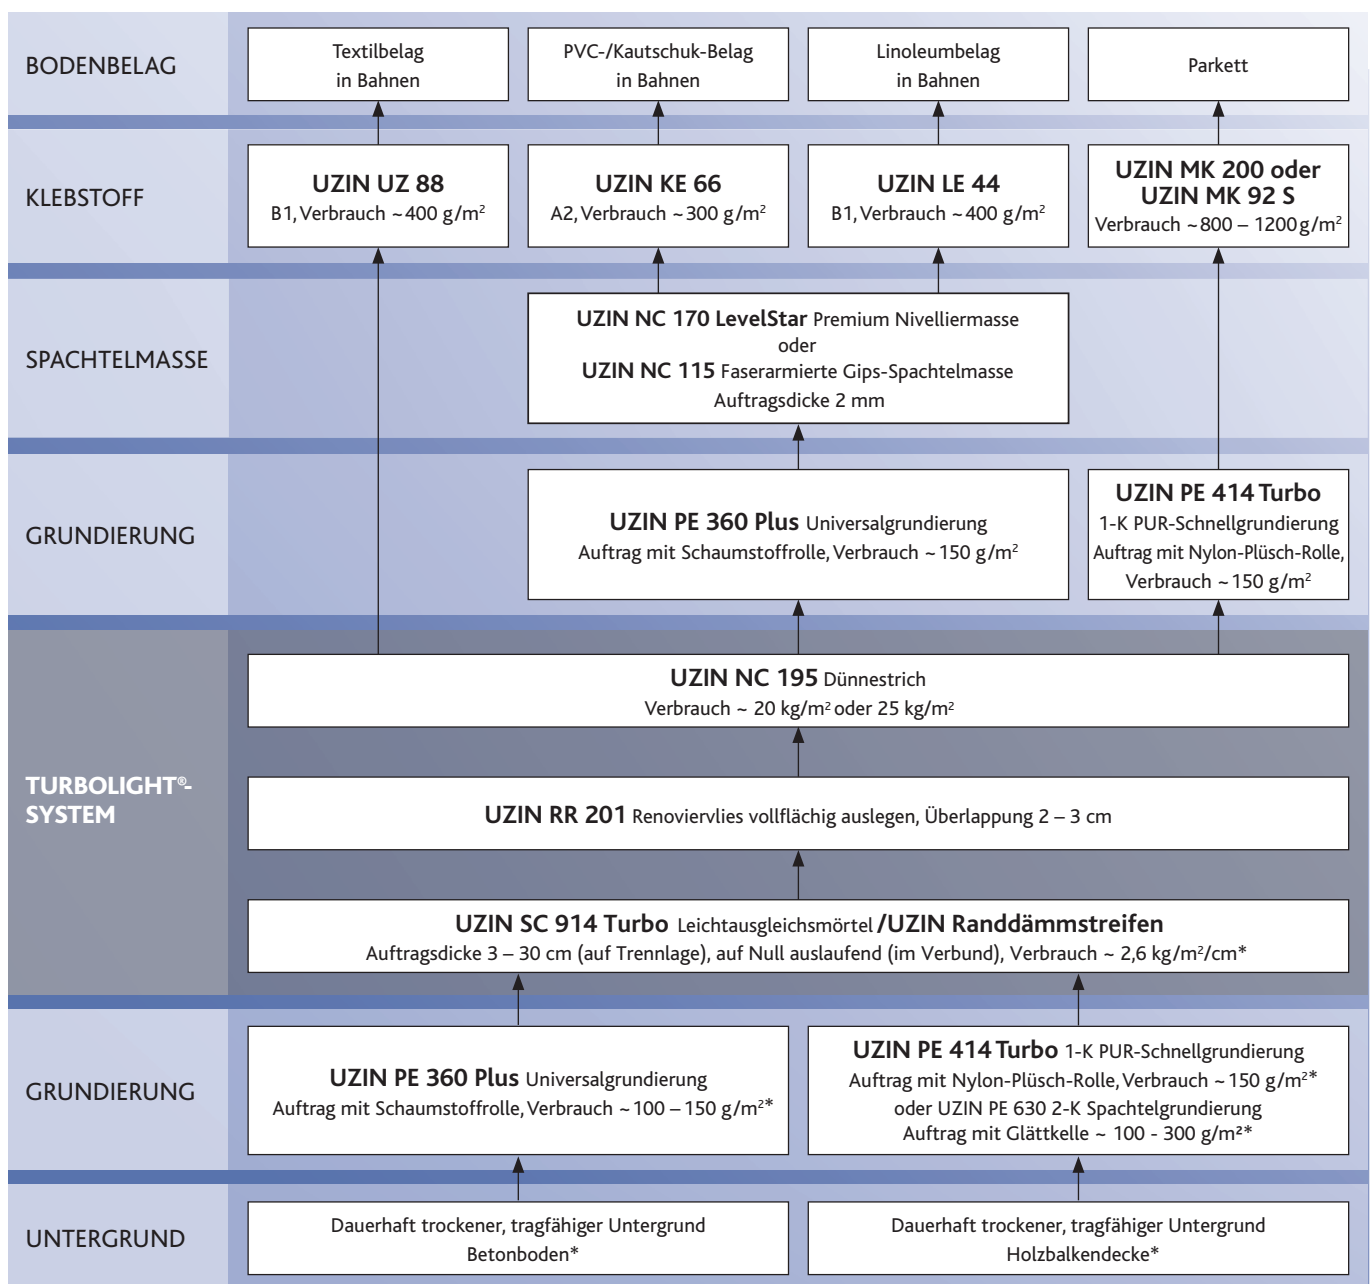 BODENBELAG
Textilbelag
in Bahnen
PVC-/Kautschuk-Belag
in Bahnen
Linoleumbelag
in Bahnen
Parkett
KLEBSTOFF
UZIN UZ 88
B1, Verbrauch ~ 400 g/m²
UZIN KE 66
A2, Verbrauch ~ 300 g/m²
UZIN LE 44
B1, Verbrauch ~ 400 g/m²
UZIN MK 200 oder
UZIN MK 92 S
Verbrauch ~ 800 – 1200 g/m²
SPACHTELMASSE
UZIN NC 170 LevelStar Premium Nivelliermasse
oder
UZIN NC 115 Faserarmierte Gips-Spachtelmasse
Auftragsdicke 2 mm
GRUNDIERUNG
UZIN PE 360 Plus Universalgrundierung
Auftrag mit Schaumstoffrolle, Verbrauch ~ 150 g/m²
UZIN PE 414 Turbo
1-K PUR-Schnellgrundierung
Auftrag mit Nylon-Plüsch-Rolle,
Verbrauch ~ 150 g/m²
TURBOLIGHT®-
SYSTEM
UZIN NC 195 Dünnestrich
Verbrauch ~ 20 kg/m² oder 25 kg/m²
UZIN RR 201 Renoviervlies vollflächig auslegen, Überlappung 2 – 3 cm
UZIN SC 914 Turbo Leichtausgleichsmörtel /UZIN Randdämmstreifen
Auftragsdicke 3 – 30 cm (auf Trennlage), auf Null auslaufend (im Verbund), Verbrauch ~ 2,6 kg/m²/cm*
GRUNDIERUNG
UZIN PE 360 Plus Universalgrundierung
Auftrag mit Schaumstoffrolle, Verbrauch ~ 100 – 150 g/m²*
UZIN PE 414 Turbo 1-K PUR-Schnellgrundierung
Auftrag mit Nylon-Plüsch-Rolle, Verbrauch ~ 150 g/m²*
oder UZIN PE 630 2-K Spachtelgrundierung
Auftrag mit Glättkelle ~ 100 - 300 g/m²*
UNTERGRUND
Dauerhaft trockener, tragfähiger Untergrund
Betonboden*
Dauerhaft trockener, tragfähiger Untergrund
Holzbalkendecke*